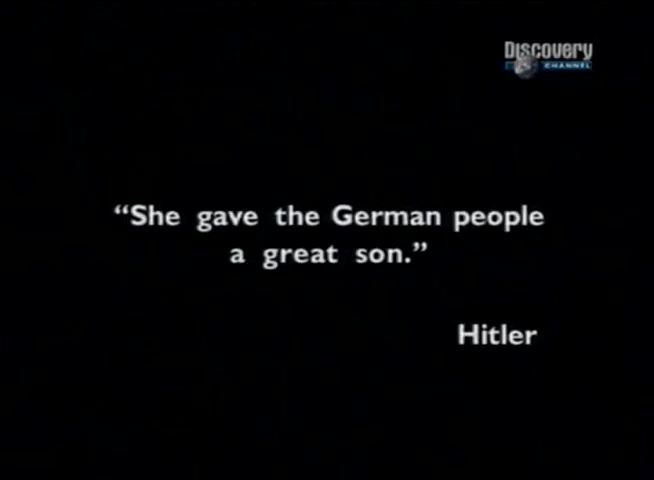 Discovery
CHANNEL
“She gave the German people
a great son.”
Hitler